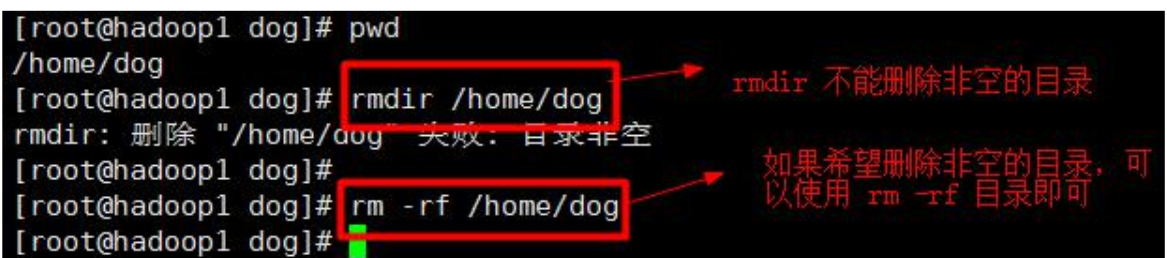 [root@hadoop1 dog]# pwd
/home/dog
[root@hadoop1 dog]# rmdir /home/dog
rmdir 不能删除非空的目录
rmdir: 删除 "/home/dog" 失败: 目录非空
[root@hadoop1 dog]#
如果希望删除非空的目录，可
以使用 rm -rf 目录即可
[root@hadoop1 dog]# rm -rf /home/dog
[root@hadoop1 dog]#